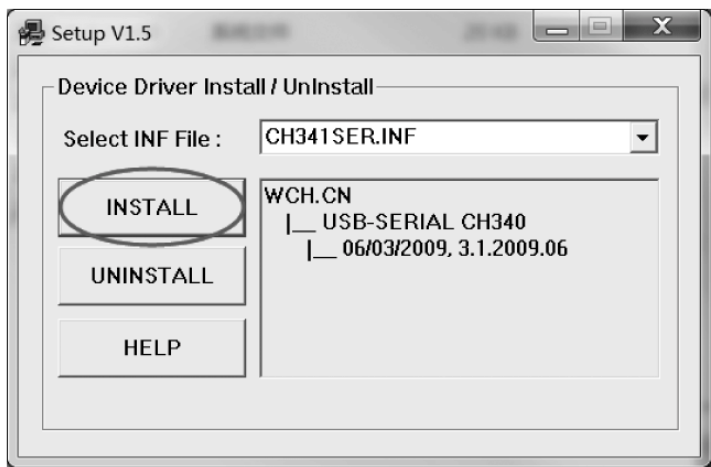 Setup V1.5
Device Driver Install / UnInstall
Select INF File :
CH341SER.INF
INSTALL
UNINSTALL
HELP
WCH.CN
|__ USB-SERIAL CH340
|__ 06/03/2009, 3.1.2009.06